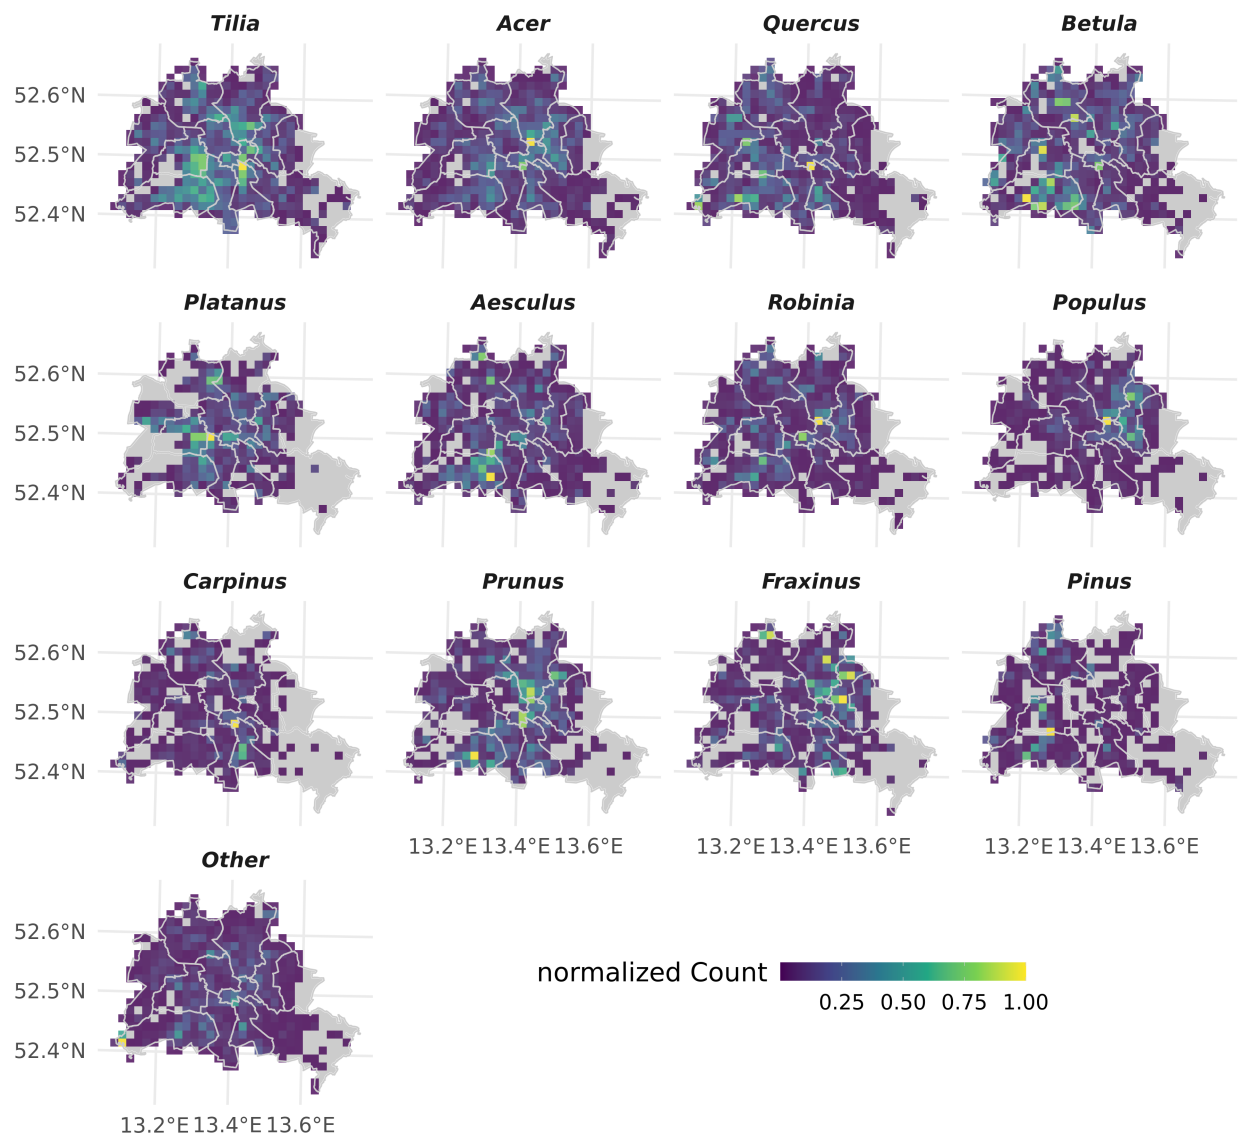 Tilia Acer Quercus Betula
52.6°N
52.5°N
52.4°N
Platanus Aesculus Robinia Populus
52.6°N
52.5°N
52.4°N
Carpinus Prunus Fraxinus Pinus
52.6°N
52.5°N
52.4°N
13.2°E 13.4°E 13.6°E 13.2°E 13.4°E 13.6°E 13.2°E 13.4°E 13.6°E
Other
52.6°N
normalized Count
52.5°N
0.25 0.50 0.75 1.00
52.4°N
13.2°E 13.4°E 13.6°E